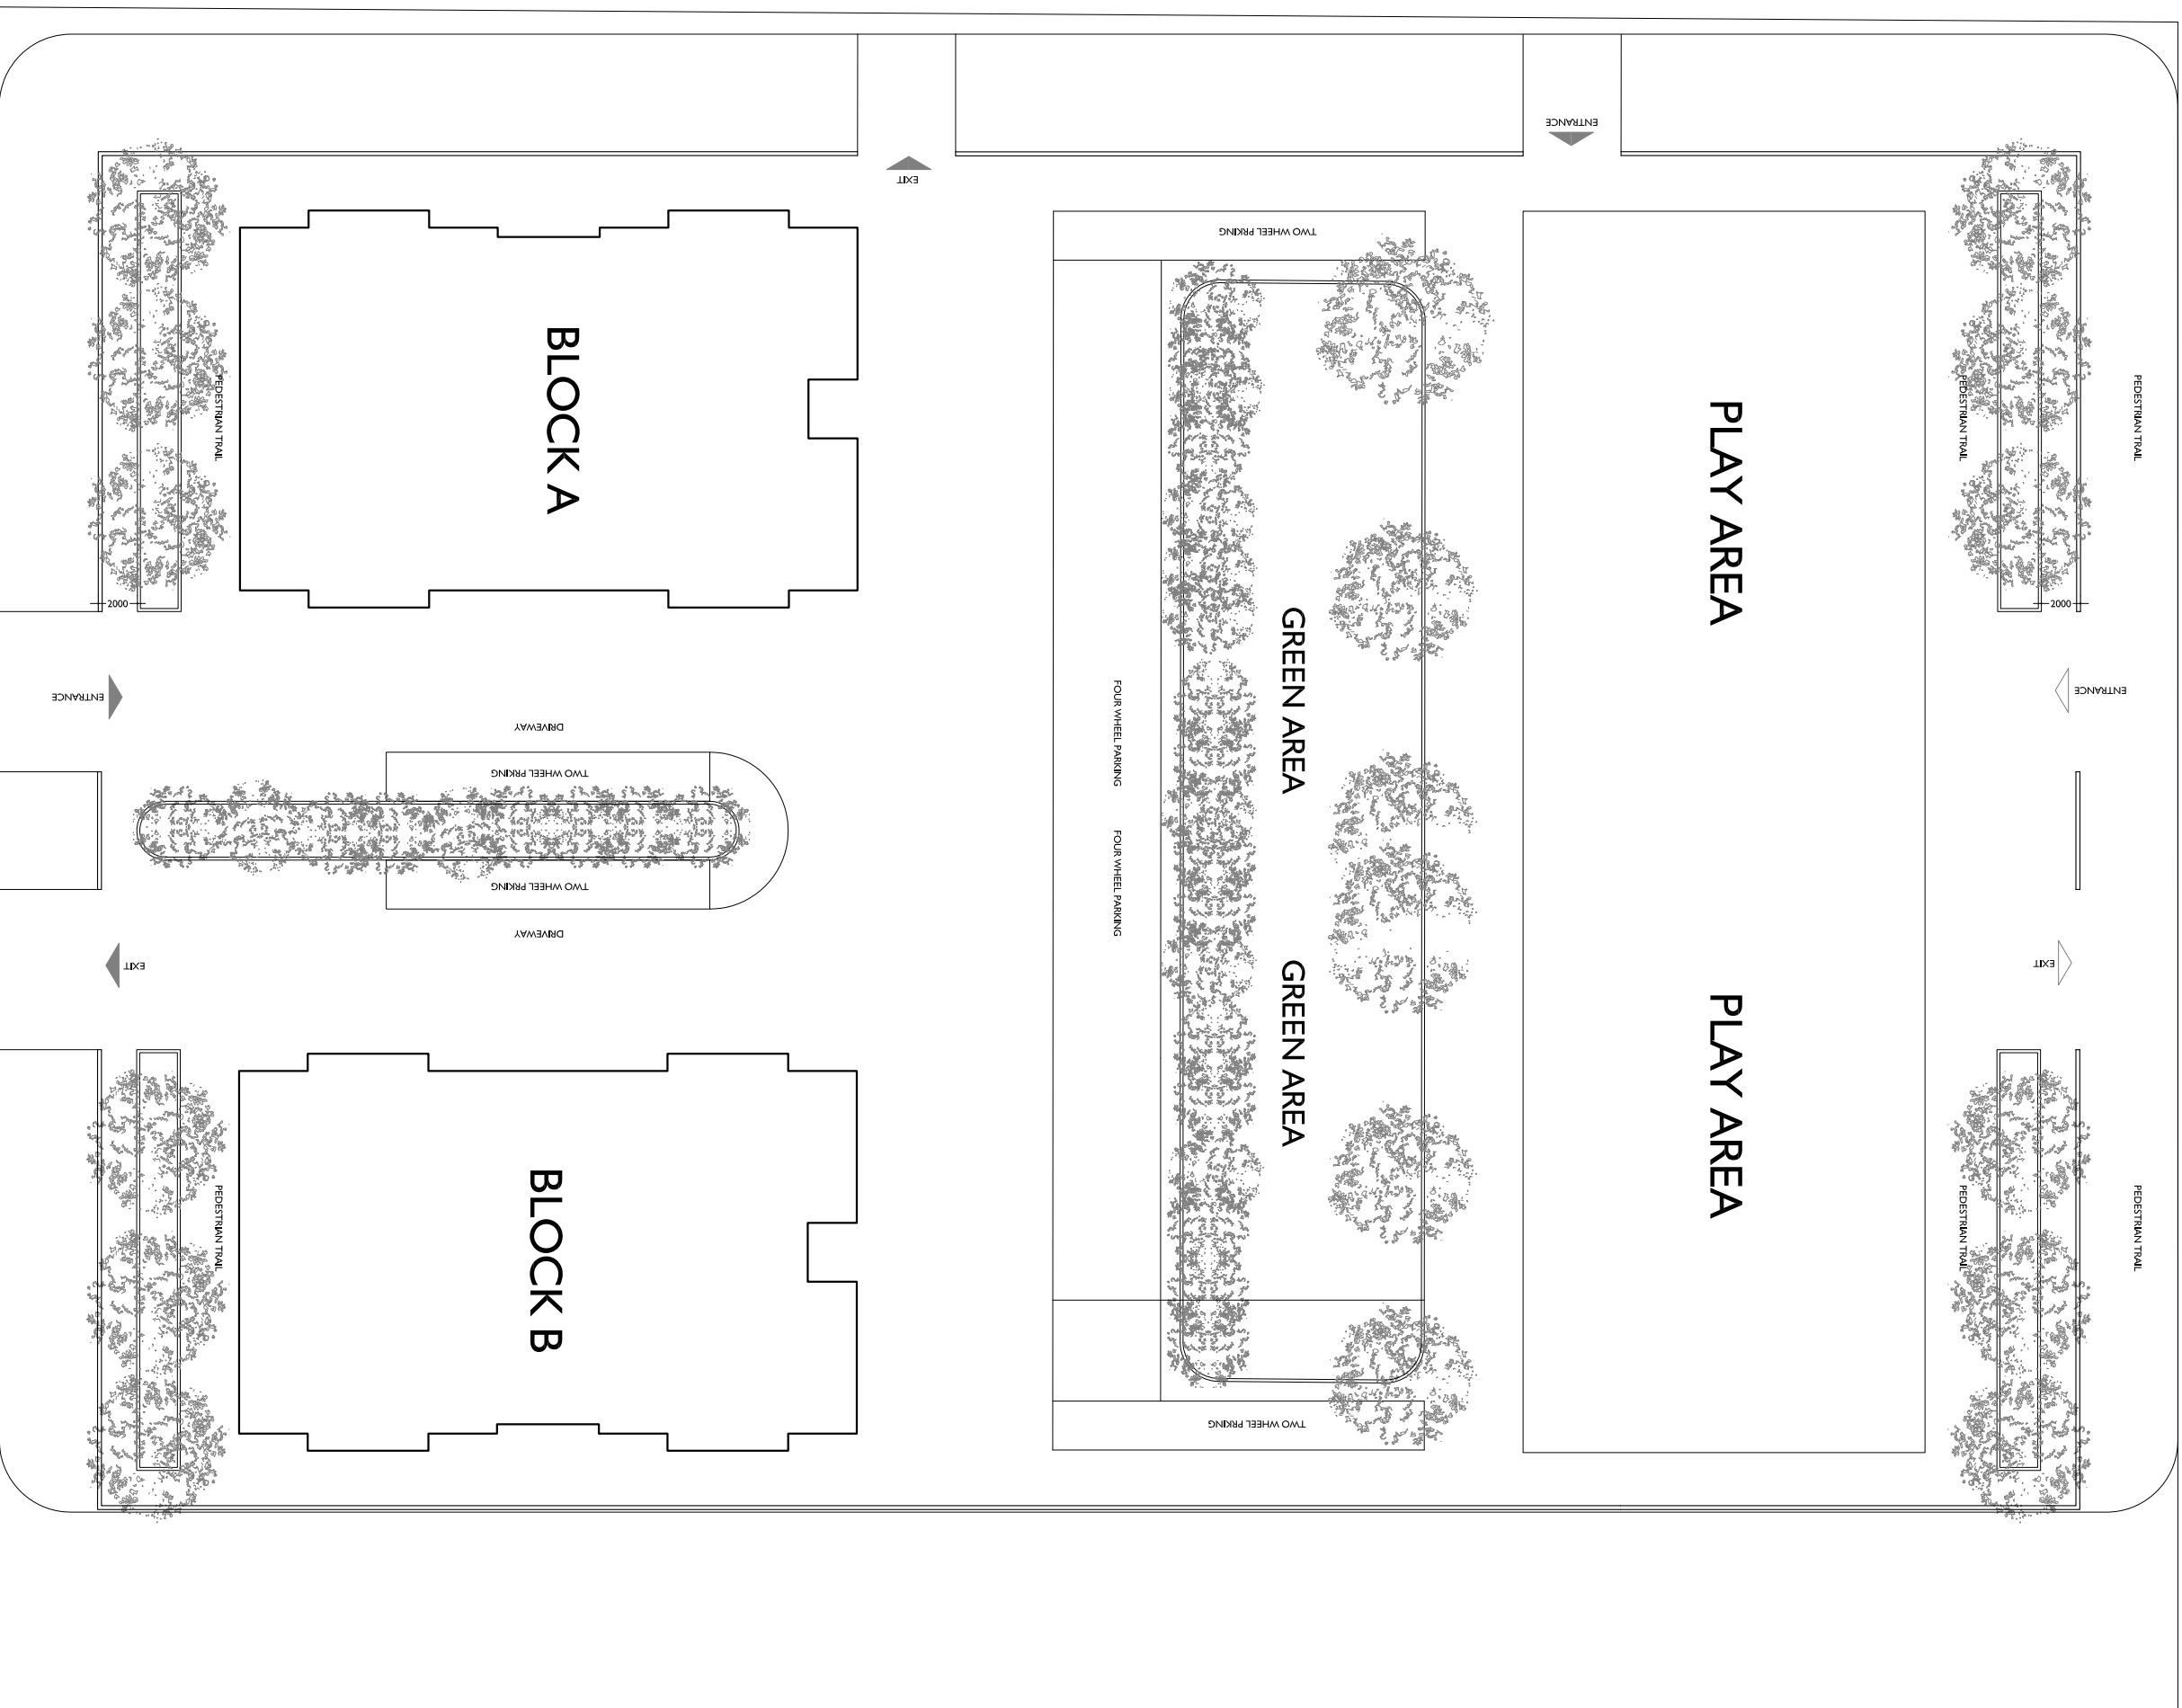 ENTRANCE
EXIT
TWO WHEEL PRKING
BLOCK A
PLAY AREA
PEDESTRIAN TRAIL
PEDESTRIAN TRAIL
PEDESTRIAN TRAIL
2000
2000
GREEN AREA
ENTRANCE
ENTRANCE
FOUR WHEEL PARKING
DRIVEWAY
TWO WHEEL PRKING
FOUR WHEEL PARKING
TWO WHEEL PRKING
DRIVEWAY
EXIT
EXIT
GREEN AREA
PLAY AREA
BLOCK B
PEDESTRIAN TRAIL
PEDESTRIAN TRAIL
PEDESTRIAN TRAIL
TWO WHEEL PRKING